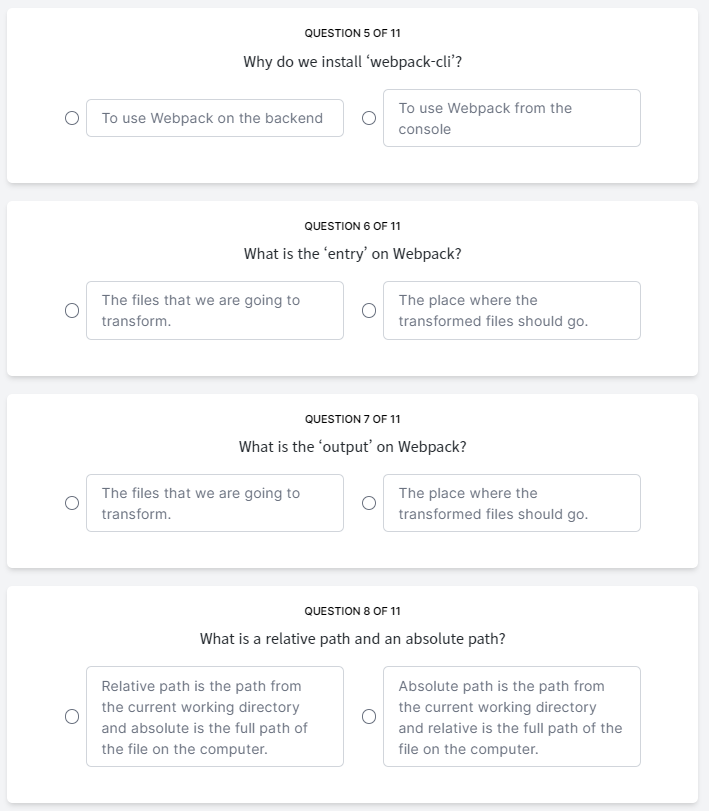 QUESTION 5 OF 11
Why do we install ‘webpack-cli’?
To use Webpack on the backend
To use Webpack from the
console
QUESTION 6 OF 11
What is the ‘entry’ on Webpack?
The files that we are going to
transform.
The place where the
transformed files should go.
QUESTION 7 OF 11
What is the ‘output’ on Webpack?
The files that we are going to
transform.
The place where the
transformed files should go.
QUESTION 8 OF 11
What is a relative path and an absolute path?
Relative path is the path from
the current working directory
and absolute is the full path of
the file on the computer.
Absolute path is the path from
the current working directory
and relative is the full path of the
file on the computer.